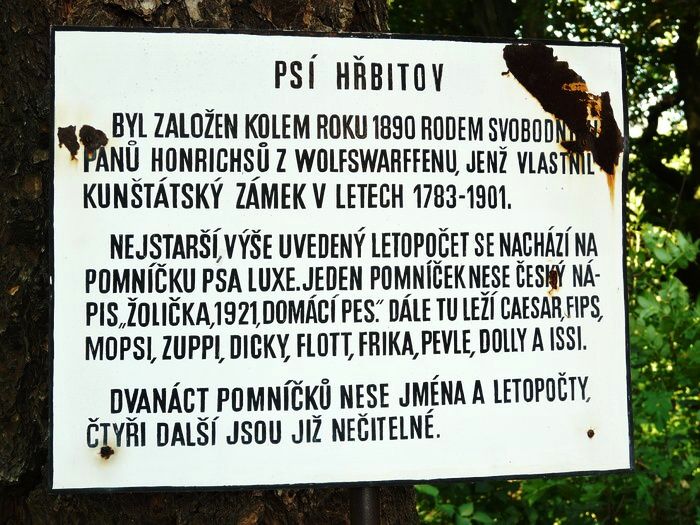 PSÍ HŘBITOV
BYL ZALOŽEN KOLEM ROKU 1890 RODEM
PANŮ HONRICHSŮ Z WOLFSWARFFENU, JENŽ VLASTNIL
KUNŠTÁTSKÝ ZÁMEK V LETECH 1783-1901.
NEJSTARŠÍ, VÝŠE UVEDENÝ LETOPOČET SE NACHÁZÍ NA
POMNÍČKU PSA LUXE. JEDEN POMNÍČEK NESE ČESKÝ NÁ-
PIS „ŽOLIČKA, 1921, DOMÁCÍ PES.“ DÁLE TU LEŽÍ CAESAR, FIPS,
MOPSI, ZUPPI, DICKY, FLOTT, FRIKA, PEVLE, DOLLY A ISSI.
DVANÁCT POMNÍČKŮ NESE JMÉNA A LETOPOČTY,
ČTYŘI DALŠÍ JSOU JIŽ NEČITELNÉ.